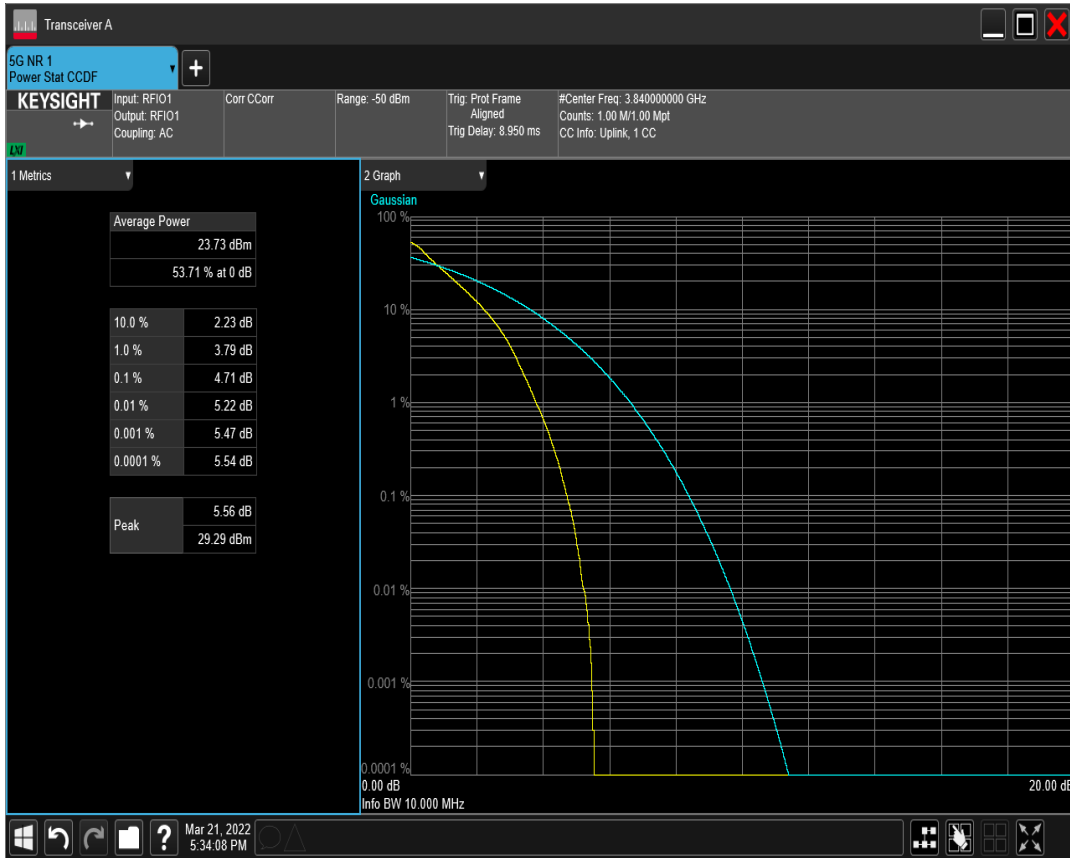 Transceiver A
5G NR 1
Power Stat CCDF
KEYSIGHT
LXI
Input: RFIO1
Output: RFIO1
Coupling: AC
Corr CCorr
Range: -50 dBm
Trig: Prot Frame
Aligned
Trig Delay: 8.950 ms
#Center Freq: 3.840000000 GHz
Counts: 1.00 M/1.00 Mpt
CC Info: Uplink, 1 CC
1 Metrics
Average Power
23.73 dBm
53.71 % at 0 dB
10.0 % 2.23 dB
1.0 % 3.79 dB
0.1 % 4.71 dB
0.01 % 5.22 dB
0.001 % 5.47 dB
0.0001 % 5.54 dB
Peak 5.56 dB
29.29 dBm
2 Graph
Gaussian
100 %
10 %
1 %
0.1 %
0.01 %
0.001 %
0.0001 %
0.00 dB 20.00 dB
Info BW 10.000 MHz
?
Mar 21, 2022
5:34:08 PM